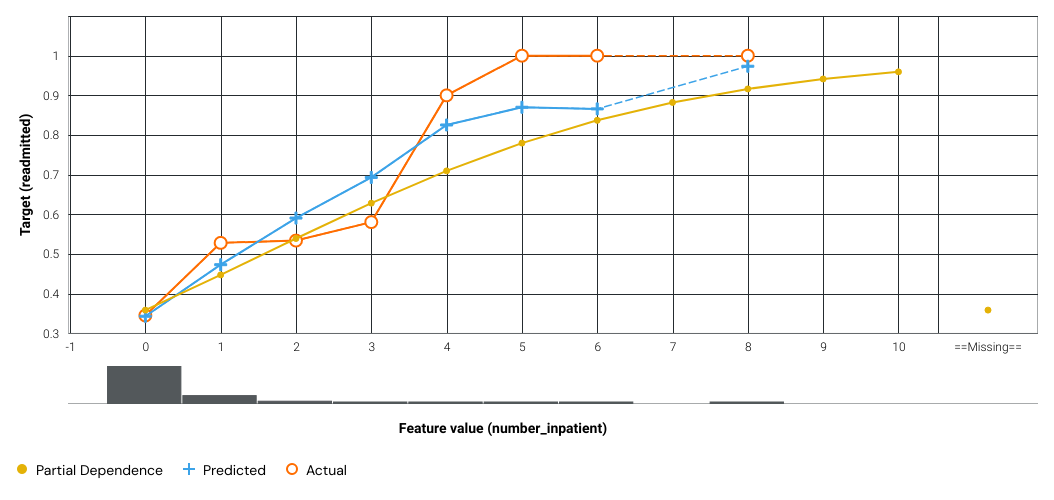 Target (readmitted)
1
0.9
0.8
0.7
0.6
0.5
0.4
0.3
-1 0 1 2 3 4 5 6 7 8 9 10 ==Missing==
Feature value (number_inpatient)
Partial Dependence Predicted Actual